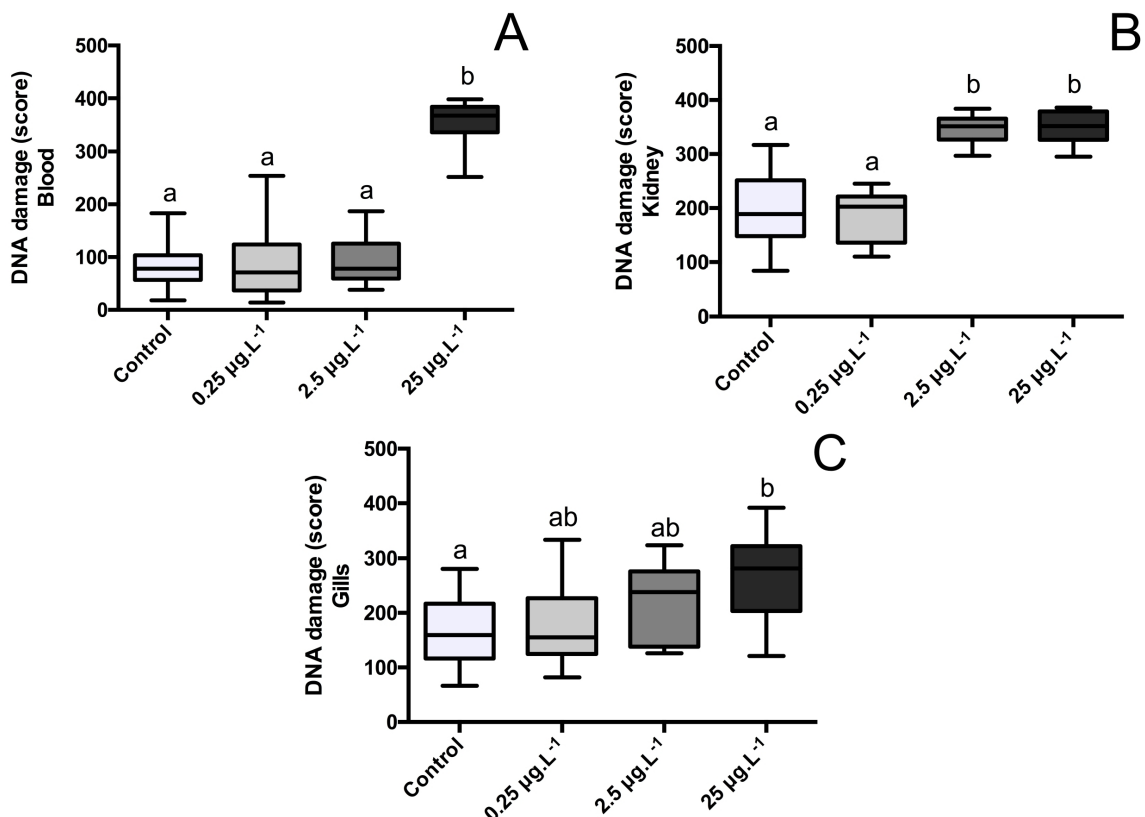 A
DNA damage (score)
Blood
500
400
300
200
100
0
a
a
a
b
Control
0.25 µg.L⁻¹
2.5 µg.L⁻¹
25 µg.L⁻¹
B
DNA damage (score)
Kidney
500
400
300
200
100
0
a
a
b
b
Control
0.25 µg.L⁻¹
2.5 µg.L⁻¹
25 µg.L⁻¹
C
DNA damage (score)
Gills
500
400
300
200
100
0
a
ab
ab
b
Control
0.25 µg.L⁻¹
2.5 µg.L⁻¹
25 µg.L⁻¹